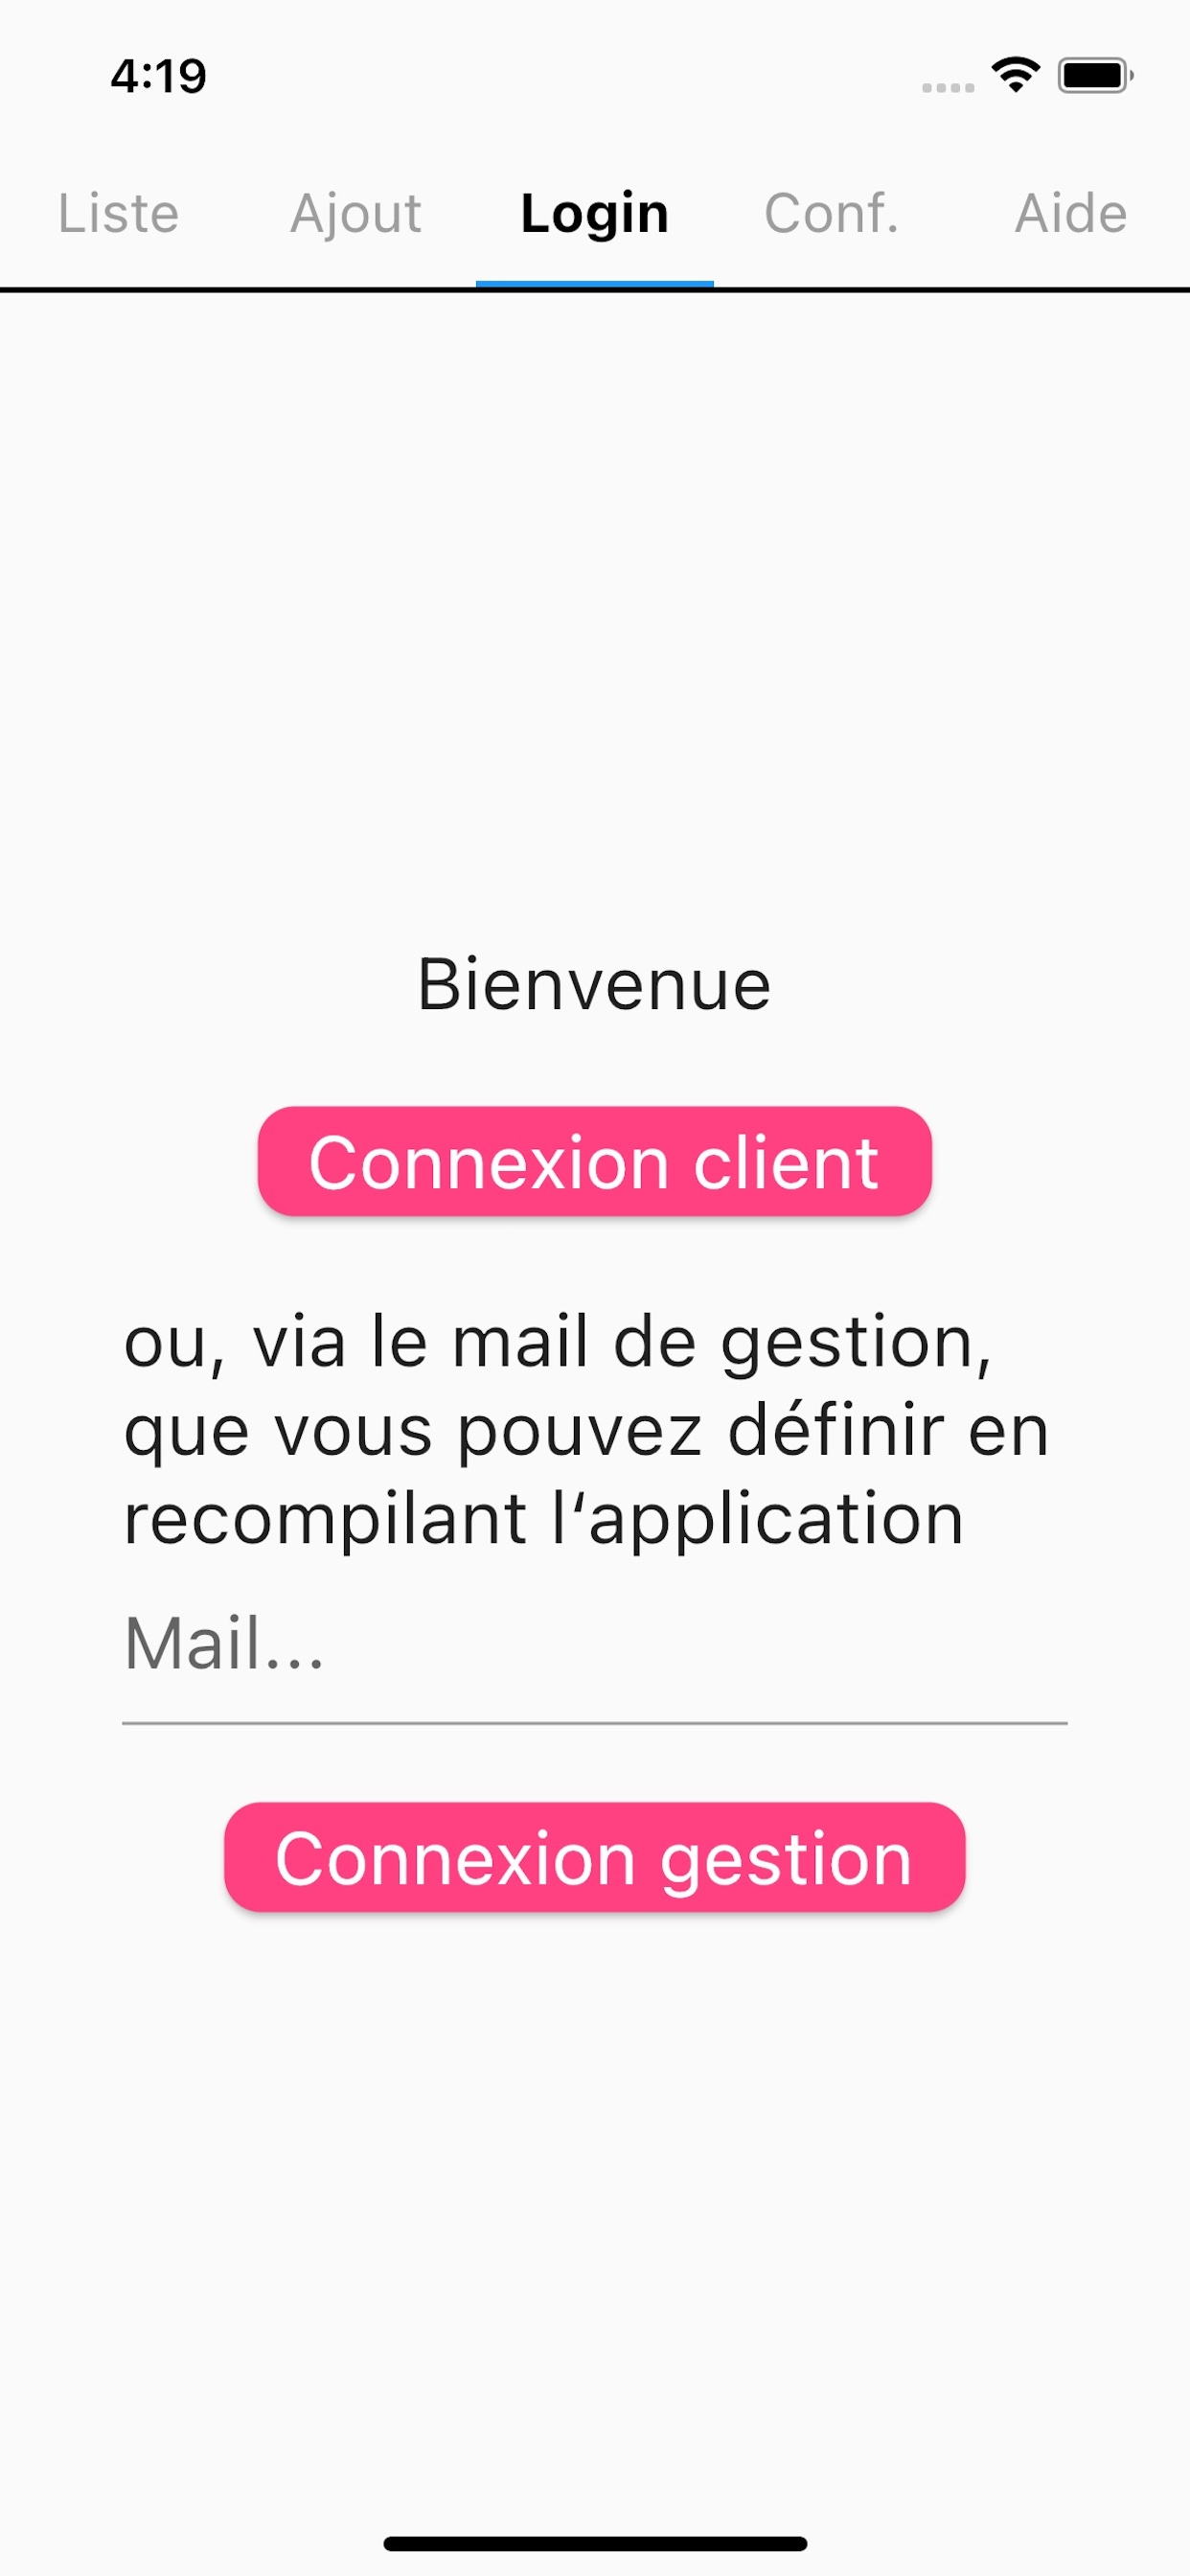 4:19
Liste Ajout Login Conf. Aide
Bienvenue
Connexion client
ou, via le mail de gestion,
que vous pouvez définir en
recompilant l‘application
Mail...
Connexion gestion